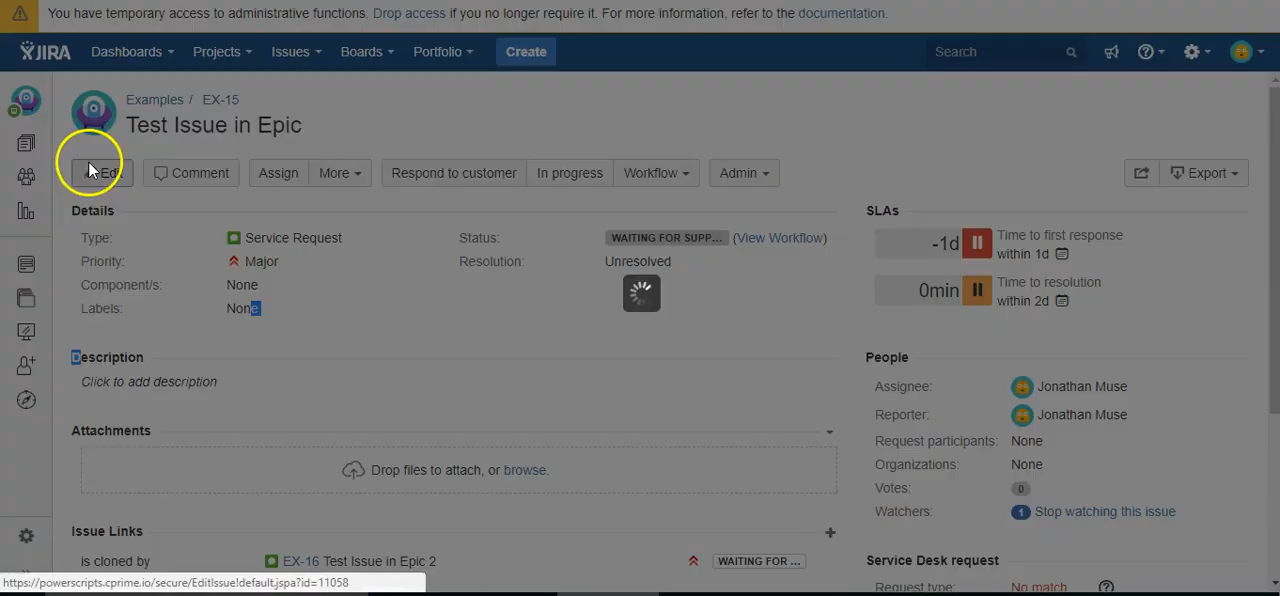 You have temporary access to administrative functions. Drop access if you no longer require it. For more information, refer to the documentation.
JIRA Dashboards Projects Issues Boards Portfolio Create Search
Examples / EX-15
Test Issue in Epic
Edit Comment Assign More Respond to customer In progress Workflow Admin Export
Details
Type: Service Request
Status: WAITING FOR SUPP... (View Workflow)
Priority: Major
Resolution: Unresolved
Component/s: None
Labels: None
Description
Click to add description
Attachments
Drop files to attach, or browse.
Issue Links
is cloned by EX-16 Test Issue in Epic 2 WAITING FOR ...
SLAs
-1d Time to first response
within 1d
0min Time to resolution
within 2d
People
Assignee: Jonathan Muse
Reporter: Jonathan Muse
Request participants: None
Organizations: None
Votes: 0
Watchers: 1 Stop watching this issue
Service Desk request
Request type: No match
https://powerscripts.cprime.io/secure/EditIssue!default.jspa?id=11058